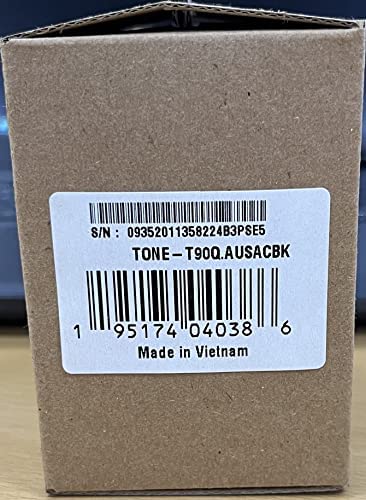 S/N : 09352011358224B3PSE5
TONE-T90Q.AUSACBK
1 95174 04038 6
Made in Vietnam